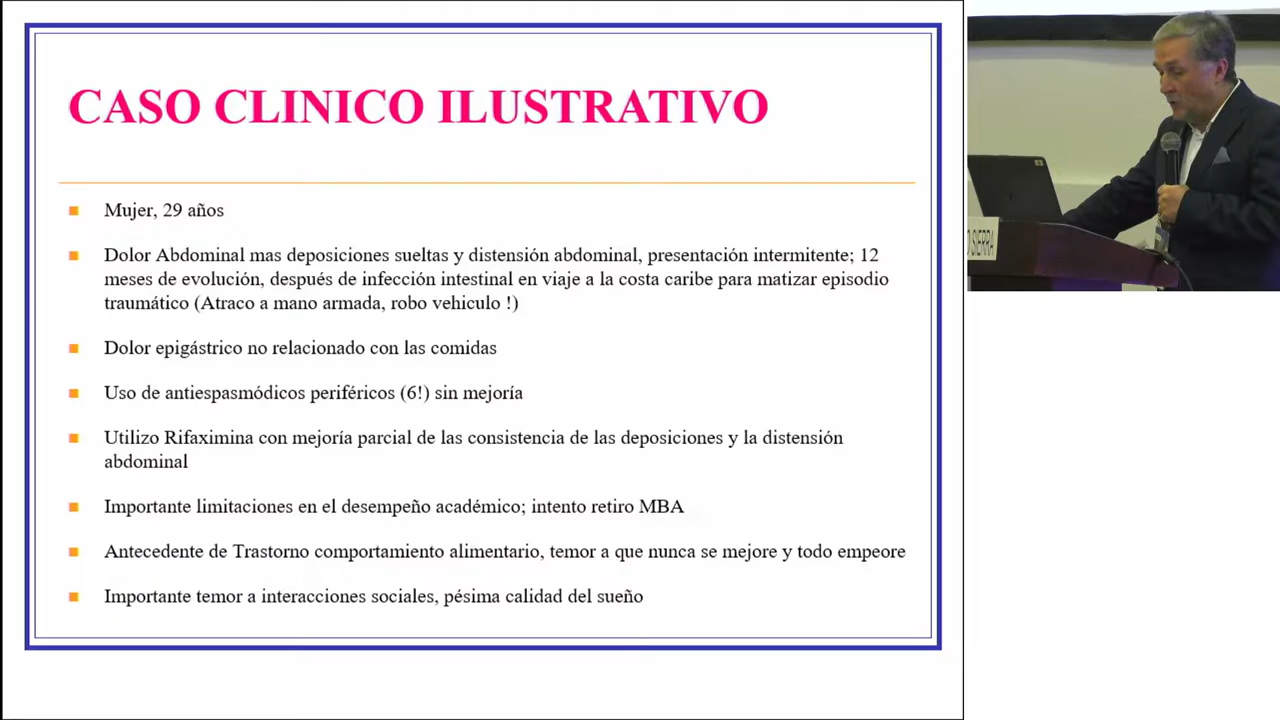 CASO CLINICO ILUSTRATIVO
Mujer, 29 años
Dolor Abdominal mas deposiciones sueltas y distensión abdominal, presentación intermitente; 12
meses de evolución, después de infección intestinal en viaje a la costa caribe para matizar episodio
traumático (Atraco a mano armada, robo vehiculo !)
Dolor epigástrico no relacionado con las comidas
Uso de antiespasmódicos periféricos (6!) sin mejoría
Utilizo Rifaximina con mejoría parcial de las consistencia de las deposiciones y la distensión
abdominal
Importante limitaciones en el desempeño académico; intento retiro MBA
Antecedente de Trastorno comportamiento alimentario, temor a que nunca se mejore y todo empeore
Importante temor a interacciones sociales, pésima calidad del sueño
SIERRA